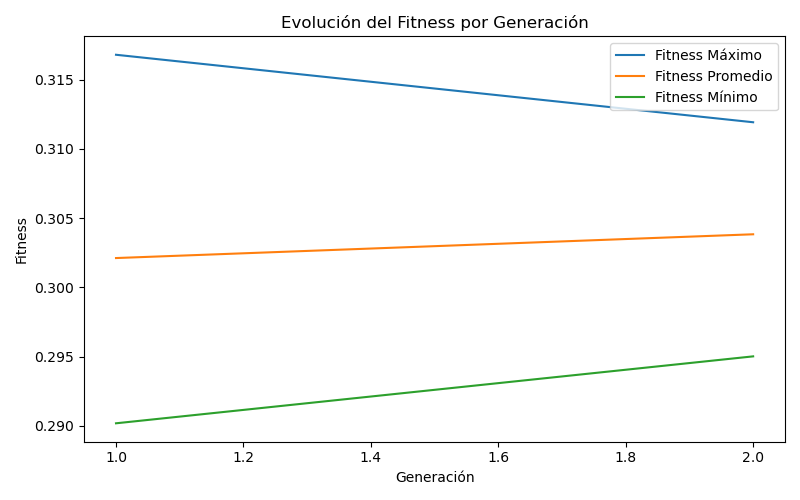 Evolución del Fitness por Generación
Fitness Máximo
Fitness Promedio
Fitness Mínimo
Fitness
0.315
0.310
0.305
0.300
0.295
0.290
1.0 1.2 1.4 1.6 1.8 2.0
Generación